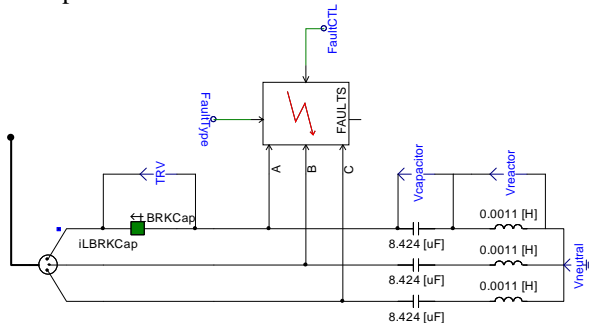 FaultCTL
FaultType
FAULTS
A
B
C
TRV
Vcapacitor
Vreactor
BRKCap
iLBRKCap
8.424 [uF]
0.0011 [H]
8.424 [uF]
0.0011 [H]
8.424 [uF]
0.0011 [H]
Vneutral